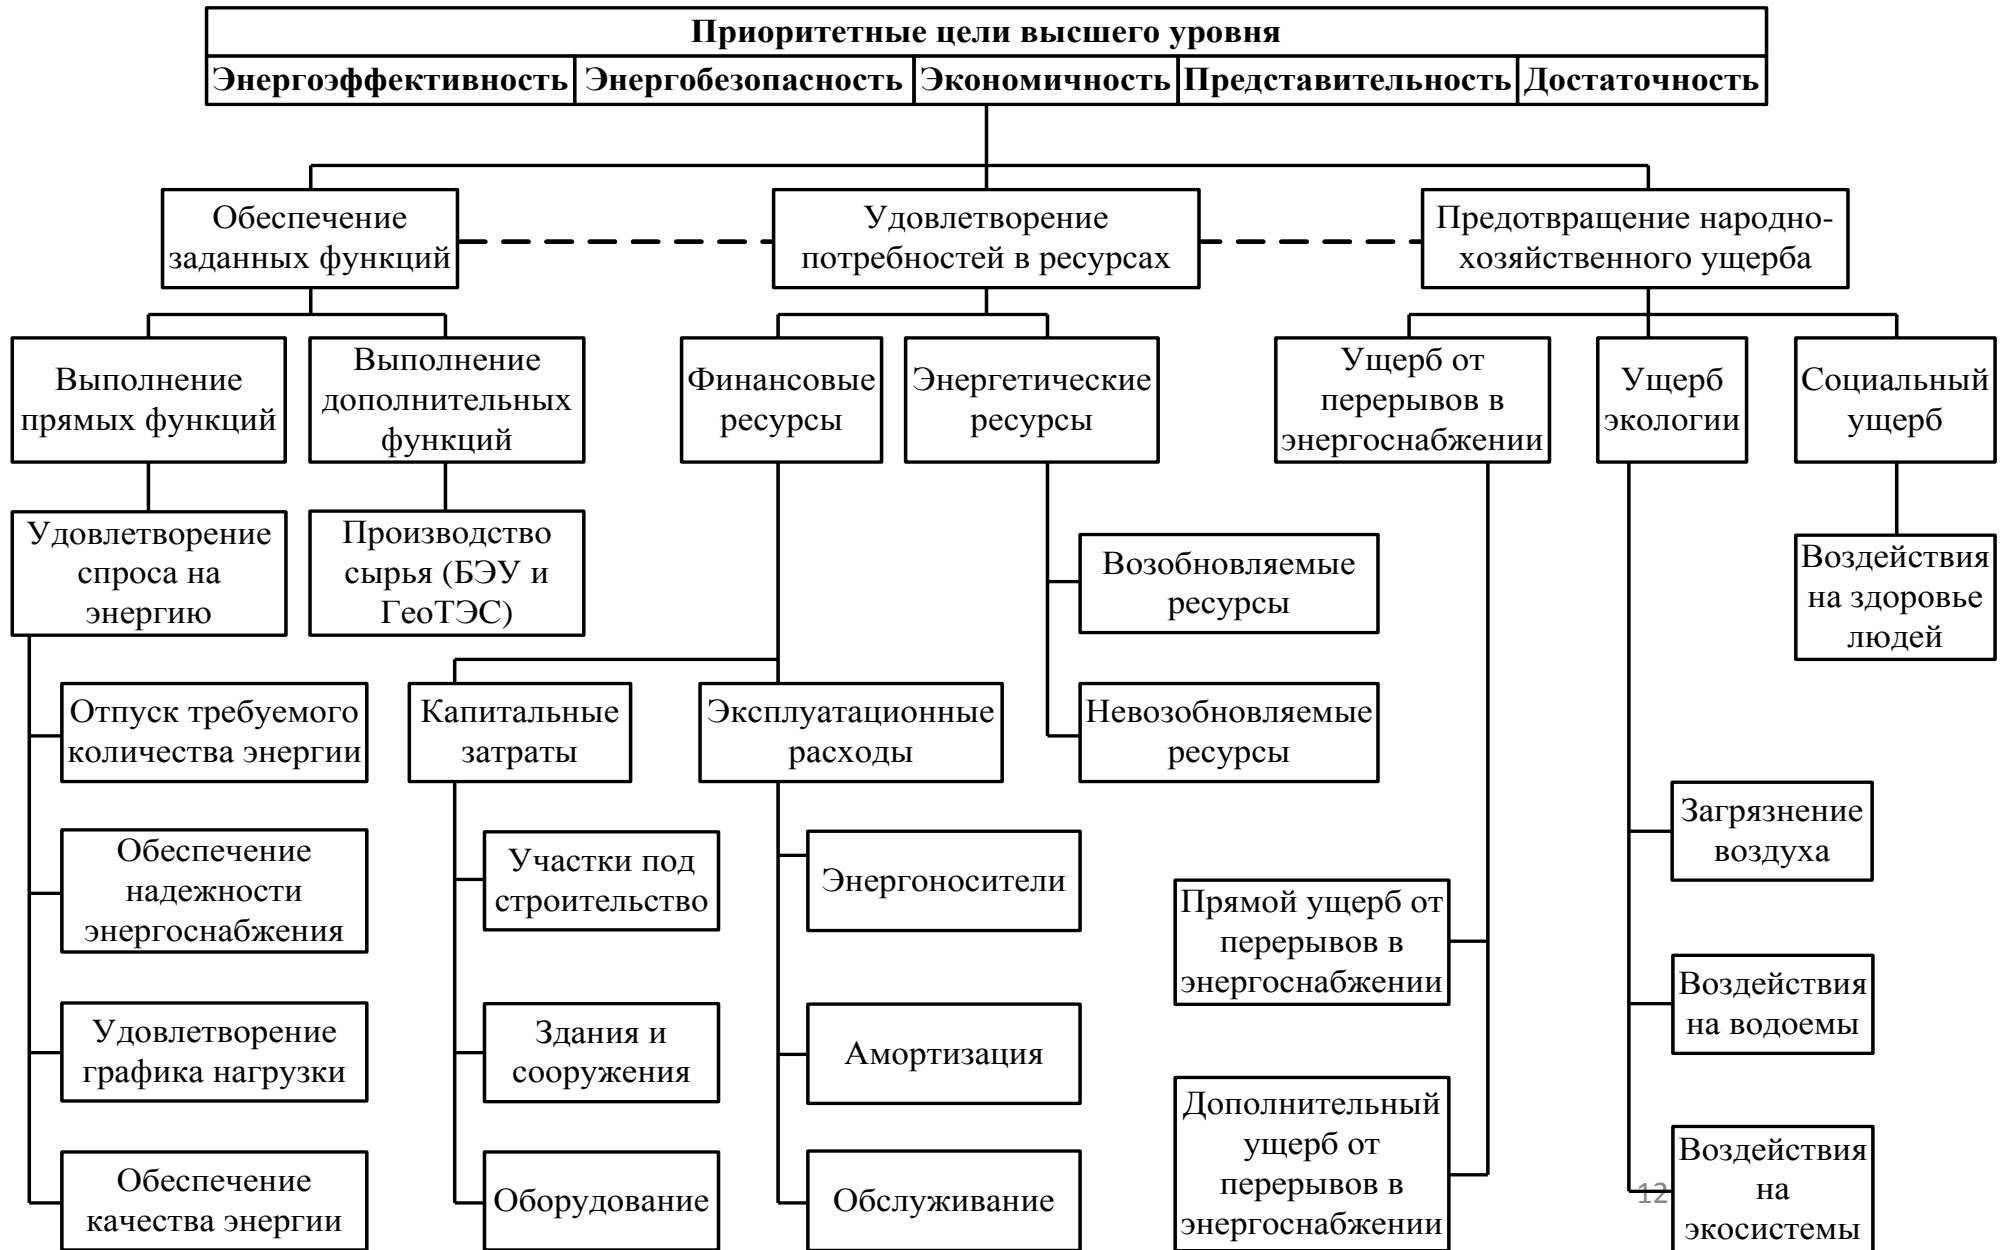 Приоритетные цели высшего уровня
Энергоэффективность Энергобезопасность Экономичность Представительность Достаточность
Обеспечение
заданных функций
Удовлетворение
потребностей в ресурсах
Предотвращение народно-
хозяйственного ущерба
Выполнение
прямых функций
Выполнение
дополнительных
функций
Финансовые
ресурсы
Энергетические
ресурсы
Ущерб от
перерывов в
энергоснабжении
Ущерб
экологии
Социальный
ущерб
Удовлетворение
спроса на
энергию
Производство
сырья (БЭУ и
ГеоТЭС)
Возобновляемые
ресурсы
Воздействия
на здоровье
людей
Отпуск требуемого
количества энергии
Капитальные
затраты
Эксплуатационные
расходы
Невозобновляемые
ресурсы
Обеспечение
надежности
энергоснабжения
Участки под
строительство
Энергоносители
Прямой ущерб от
перерывов в
энергоснабжении
Загрязнение
воздуха
Удовлетворение
графика нагрузки
Здания и
сооружения
Амортизация
Воздействия
на водоемы
Обеспечение
качества энергии
Оборудование
Обслуживание
Дополнительный
ущерб от
перерывов в
энергоснабжении
Воздействия
на
экосистемы
12